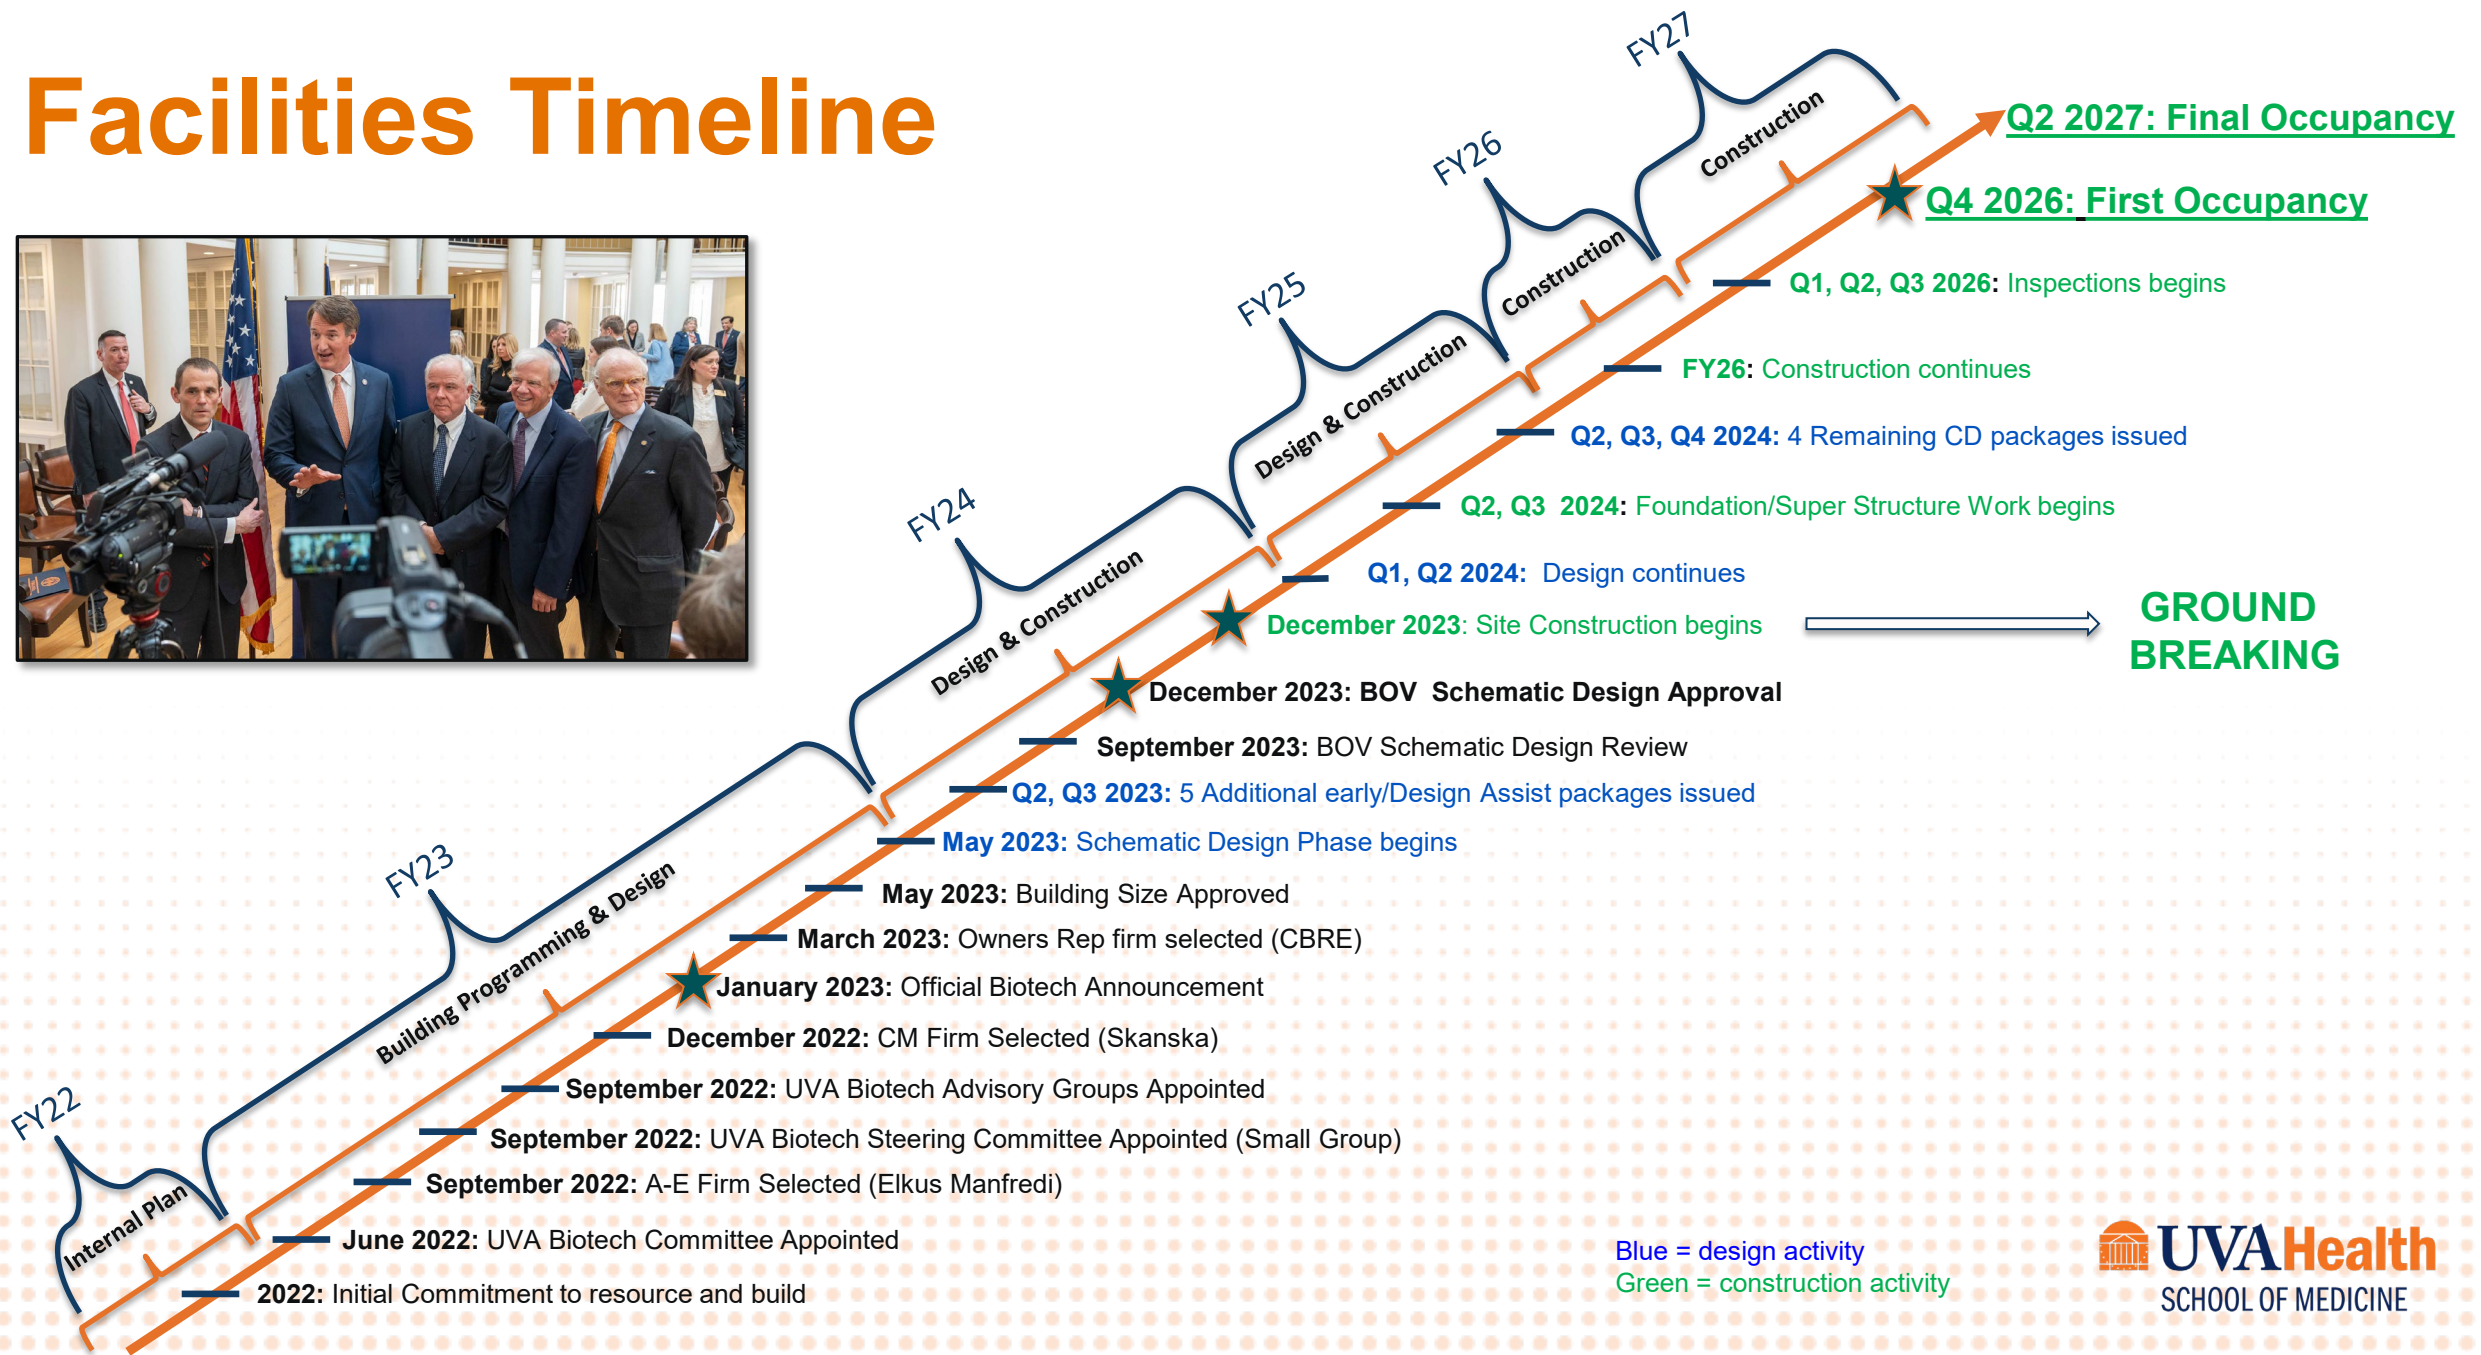 Facilities Timeline
FY27
Construction
Q2 2027: Final Occupancy
Q4 2026: First Occupancy
FY26
Construction
Q1, Q2, Q3 2026: Inspections begins
FY26: Construction continues
FY25
Design & Construction
Q2, Q3, Q4 2024: 4 Remaining CD packages issued
Q2, Q3 2024: Foundation/Super Structure Work begins
FY24
Design & Construction
Q1, Q2 2024: Design continues
December 2023: Site Construction begins
GROUND
BREAKING
December 2023: BOV Schematic Design Approval
September 2023: BOV Schematic Design Review
Q2, Q3 2023: 5 Additional early/Design Assist packages issued
May 2023: Schematic Design Phase begins
FY23
Building Programming & Design
May 2023: Building Size Approved
March 2023: Owners Rep firm selected (CBRE)
January 2023: Official Biotech Announcement
December 2022: CM Firm Selected (Skanska)
September 2022: UVA Biotech Advisory Groups Appointed
September 2022: UVA Biotech Steering Committee Appointed (Small Group)
September 2022: A-E Firm Selected (Elkus Manfredi)
FY22
Internal Plan
June 2022: UVA Biotech Committee Appointed
2022: Initial Commitment to resource and build
Blue = design activity
Green = construction activity
UVAHealth
SCHOOL OF MEDICINE